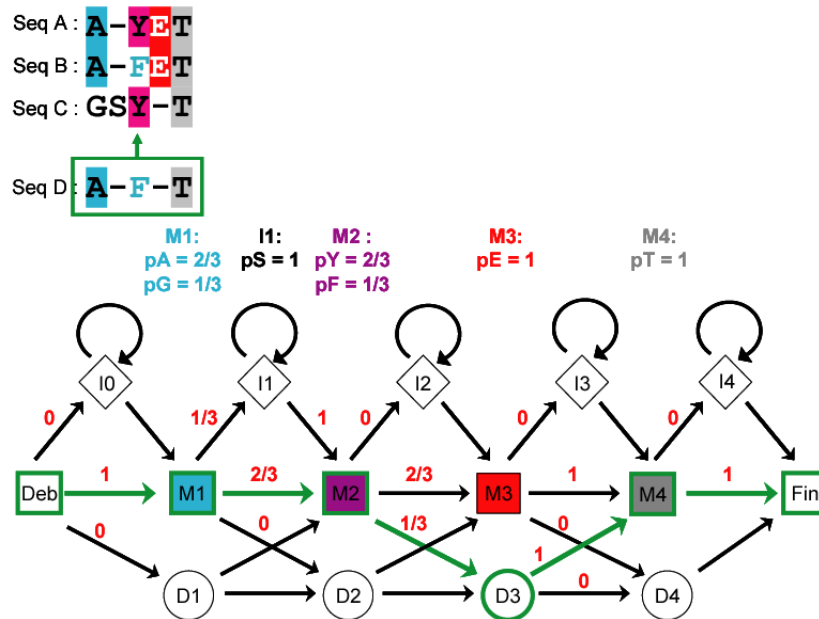 Seq A : A-YET
Seq B : A-FET
Seq C : GSY-T
Seq D : A-F-T
M1: I1: M2 : M3: M4:
pA = 2/3 pS = 1 pY = 2/3 pE = 1 pT = 1
pG = 1/3 pF = 1/3
I0 I1 I2 I3 I4
0 1/3 1 0 0 0
1 2/3 2/3 1 1
Deb M1 M2 M3 M4 Fin
0 0 1/3 1 0
0
D1 D2 D3 D4